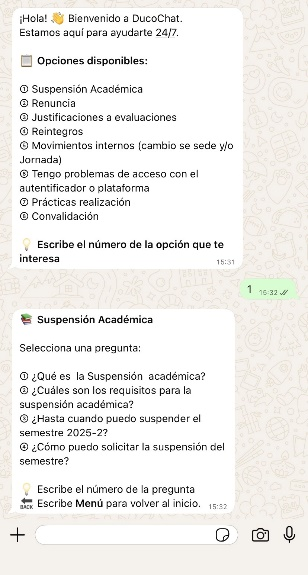 ¡Hola! 👋 Bienvenido a DucoChat.
Estamos aquí para ayudarte 24/7.
📋 Opciones disponibles:
① Suspensión Académica
② Renuncia
③ Justificaciones a evaluaciones
④ Reintegros
⑤ Movimientos internos (cambio se sede y/o
Jornada)
⑥ Tengo problemas de acceso con el
autentificador o plataforma
⑦ Prácticas realización
⑧ Convalidación
💡 Escribe el número de la opción que te
interesa
15:31
1 15:32
📚 Suspensión Académica
Selecciona una pregunta:
① ¿Qué es la Suspensión académica?
② ¿Cuáles son los requisitos para la
suspensión académica?
③ ¿Hasta cuando puedo suspender el
semestre 2025-2?
④ ¿Cómo puedo solicitar la suspensión del
semestre?
💡 Escribe el número de la pregunta
🔙 Escribe Menú para volver al inicio. 15:32